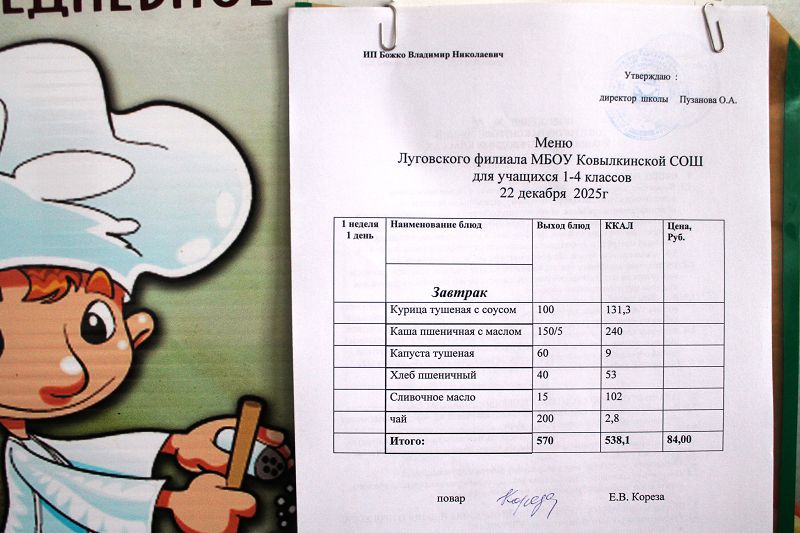 ЕДНЕВНОЕ
ИП Божко Владимир Николаевич
Утверждаю :
директор школы Пузанова О.А.
Меню
Луговского филиала МБОУ Ковылкинской СОШ
для учащихся 1-4 классов
22 декабря 2025г
1 неделя 1 день Наименование блюд Выход блюд ККАЛ Цена, Руб.
Завтрак
Курица тушеная с соусом 100 131,3
Каша пшеничная с маслом 150/5 240
Капуста тушеная 60 9
Хлеб пшеничный 40 53
Сливочное масло 15 102
чай 200 2,8
Итого: 570 538,1 84,00
повар Кореза Е.В. Кореза